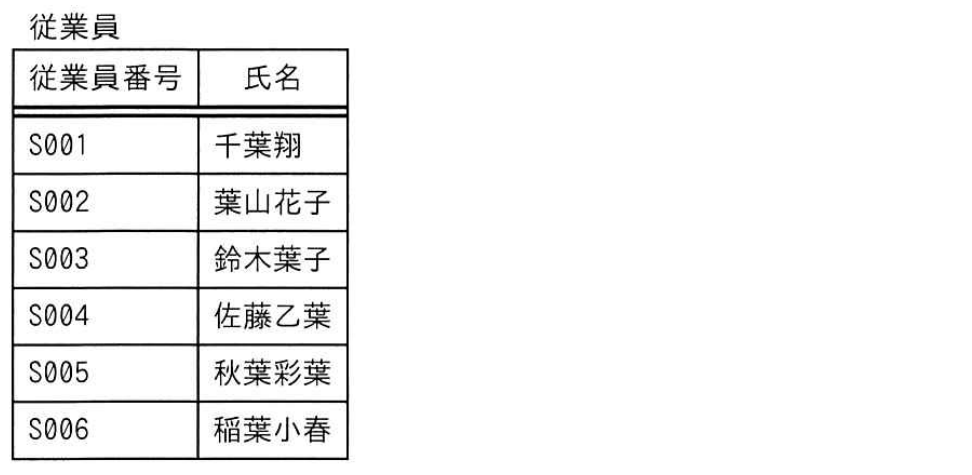 従業員
従業員番号 氏名
S001 千葉翔
S002 葉山花子
S003 鈴木葉子
S004 佐藤乙葉
S005 秋葉彩葉
S006 稲葉小春